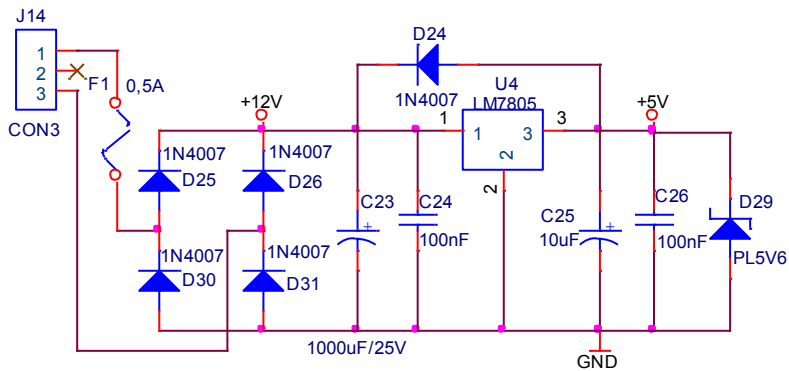 J14
1
2
3
CON3
F1
0,5A
+12V
1N4007
D25
1N4007
D26
1N4007
D30
1N4007
D31
C23
1000uF/25V
C24
100nF
D24
1N4007
U4
LM7805
1
1
3
3
2
2
C25
10uF
+5V
C26
100nF
D29
PL5V6
GND